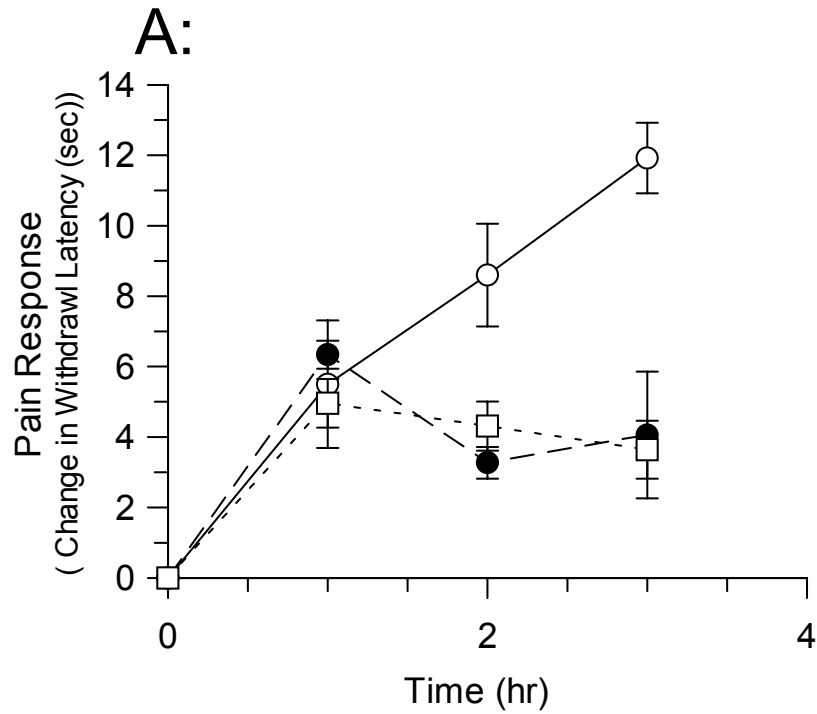 A:
14
12
10
8
6
4
2
0
Pain Response
( Change in Withdrawl Latency (sec))
0 2 4
Time (hr)